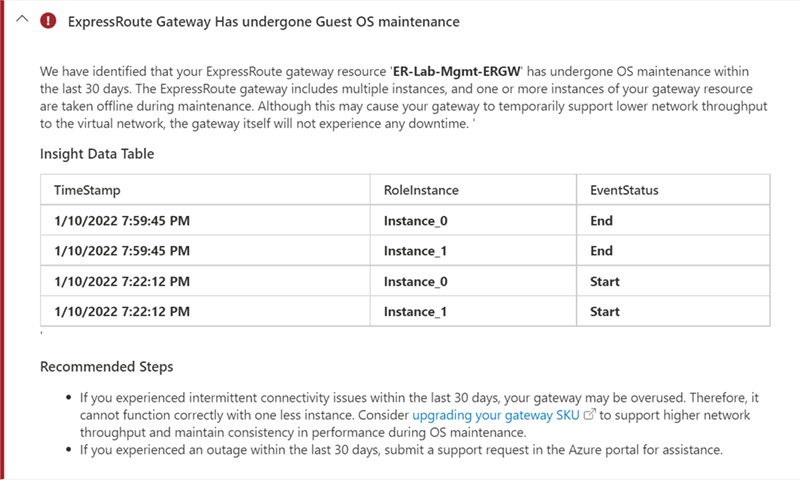 ExpressRoute Gateway Has undergone Guest OS maintenance
We have identified that your ExpressRoute gateway resource 'ER-Lab-Mgmt-ERGW' has undergone OS maintenance within
the last 30 days. The ExpressRoute gateway includes multiple instances, and one or more instances of your gateway resource
are taken offline during maintenance. Although this may cause your gateway to temporarily support lower network throughput
to the virtual network, the gateway itself will not experience any downtime. '
Insight Data Table
TimeStamp RoleInstance EventStatus
1/10/2022 7:59:45 PM Instance_0 End
1/10/2022 7:59:45 PM Instance_1 End
1/10/2022 7:22:12 PM Instance_0 Start
1/10/2022 7:22:12 PM Instance_1 Start
'
Recommended Steps
• If you experienced intermittent connectivity issues within the last 30 days, your gateway may be overused. Therefore, it
cannot function correctly with one less instance. Consider upgrading your gateway SKU to support higher network
throughput and maintain consistency in performance during OS maintenance.
• If you experienced an outage within the last 30 days, submit a support request in the Azure portal for assistance.